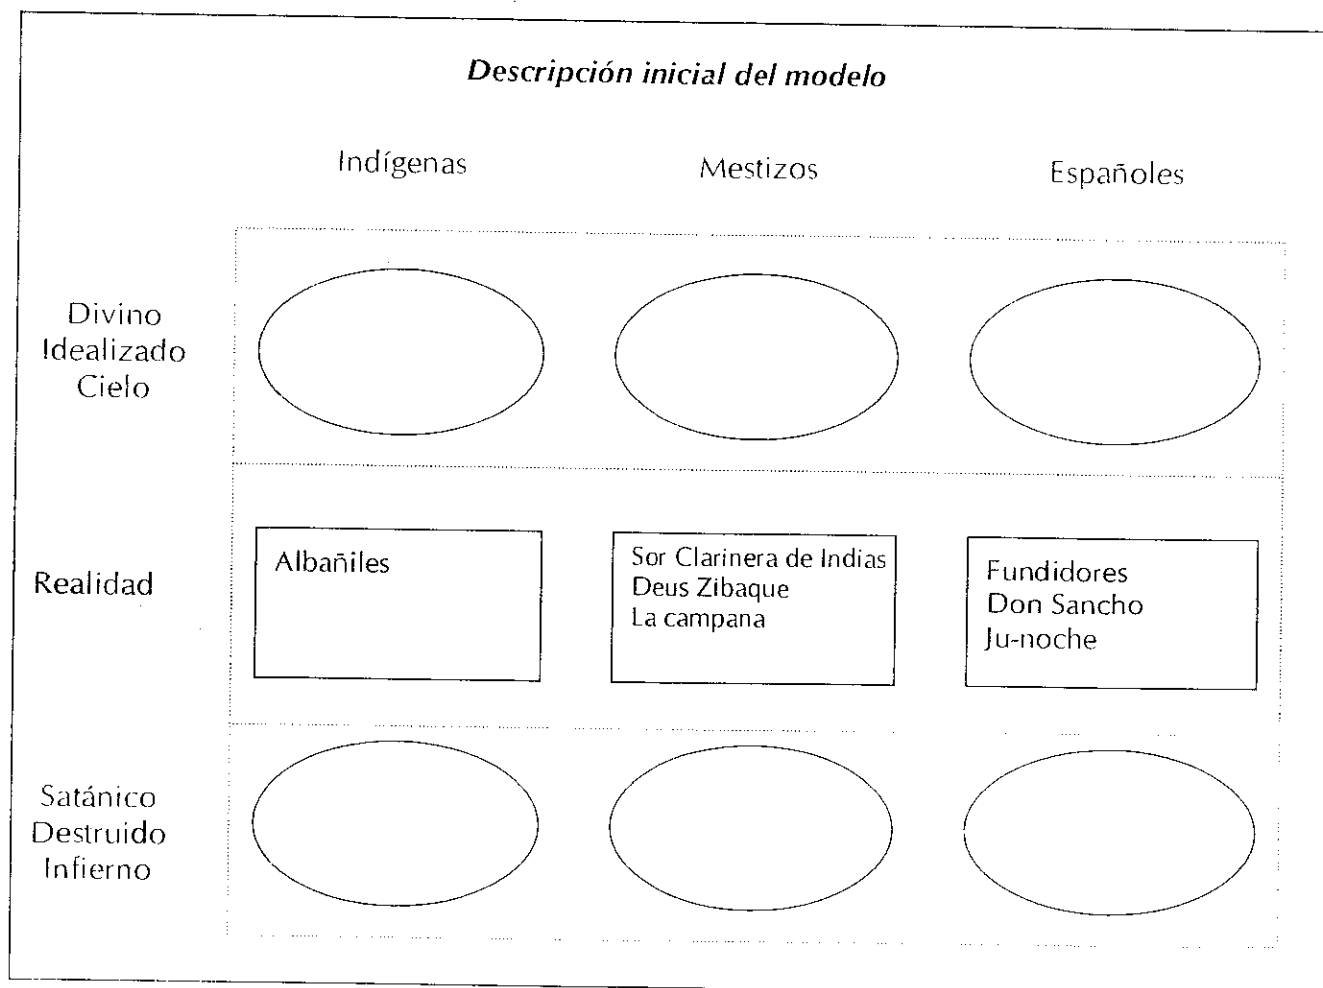 Descripción inicial del modelo
Indígenas
Mestizos
Españoles
Divino
Idealizado
Cielo
Realidad
Albañiles
Sor Clarinera de Indias
Deus Zibaque
La campana
Fundidores
Don Sancho
Ju-noche
Satánico
Destruido
Infierno